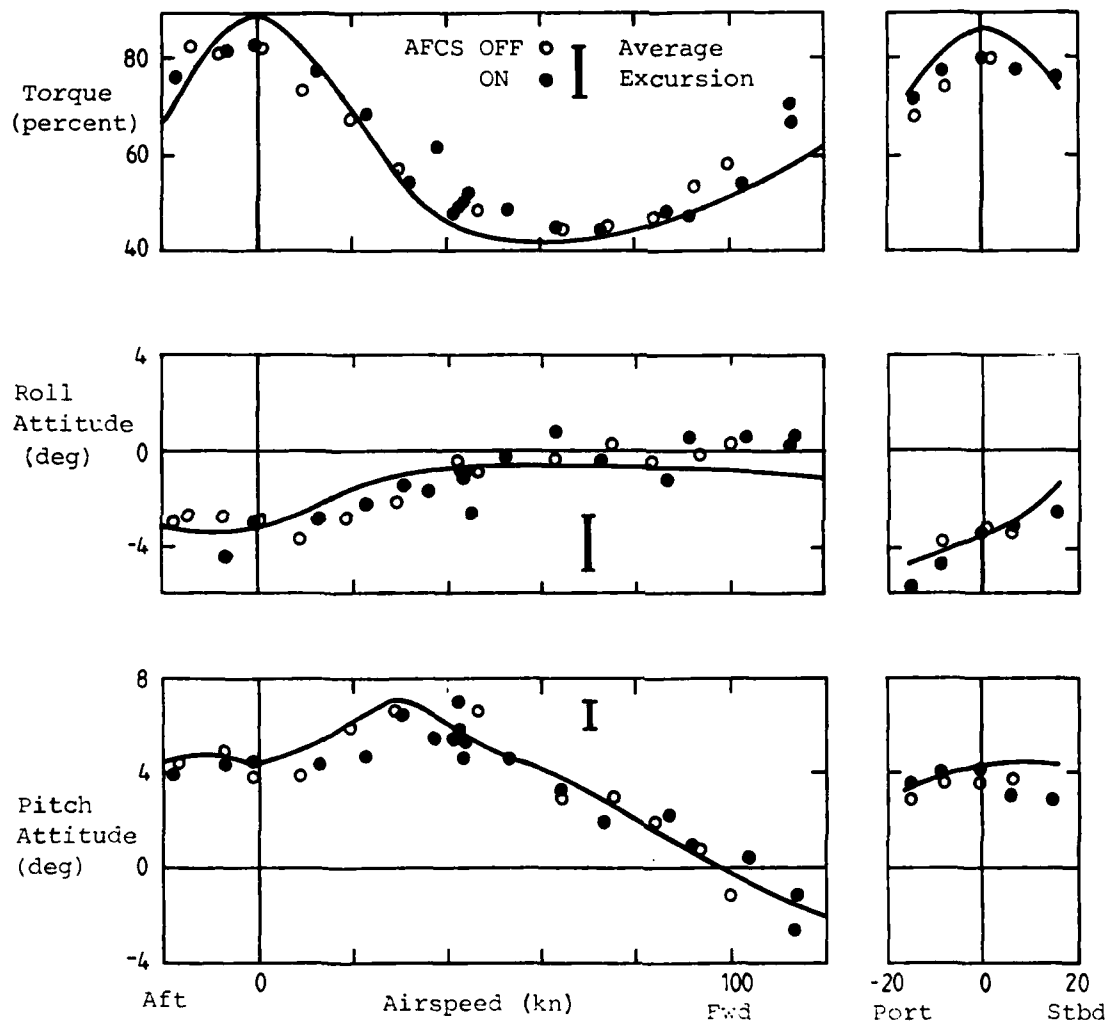 80
60
40
Torque
(percent)
AFCS OFF Average
ON Excursion
4
0
-4
Roll
Attitude
(deg)
8
4
0
-4
Pitch
Attitude
(deg)
0 100
Aft Airspeed (kn) Fwd
-20 0 20
Port Stbd